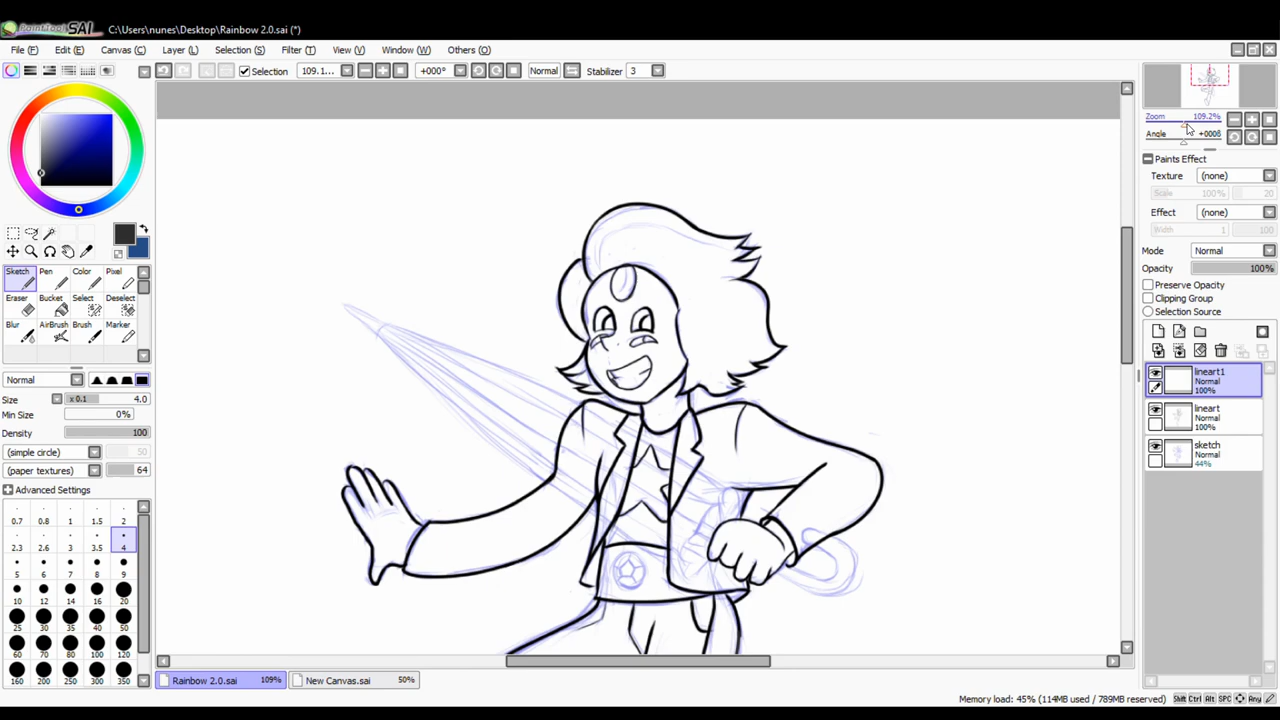 PaintTool SAI C:\Users\nunes\Desktop\Rainbow 2.0.sai (*)
File (F) Edit (E) Canvas (C) Layer (L) Selection (S) Filter (T) View (V) Window (W) Others (O)
Selection 109.1... +000° Normal Stabilizer 3
Zoom 109.2%
Angle +000θ
Paints Effect
Texture (none)
Scale 100% 20
Effect (none)
Width 1 100
Mode Normal
Opacity 100%
Preserve Opacity
Clipping Group
Selection Source
lineart1
Normal
100%
lineart
Normal
100%
sketch
Normal
44%
Sketch Pen Color Pixel
Eraser Bucket Select Deselect
Blur AirBrush Brush Marker
Normal
Size x 0.1 4.0
Min Size 0%
Density 100
(simple circle) 50
(paper textures) 64
Advanced Settings
0.7 0.8 1 1.5 2
2.3 2.6 3 3.5 4
5 6 7 8 9
10 12 14 16 20
25 30 35 40 50
60 70 80 100 120
160 200 250 300 350
Rainbow 2.0.sai 109% New Canvas.sai 50%
Memory load: 45% (114MB used / 789MB reserved) Shift Ctrl Alt SPC Any